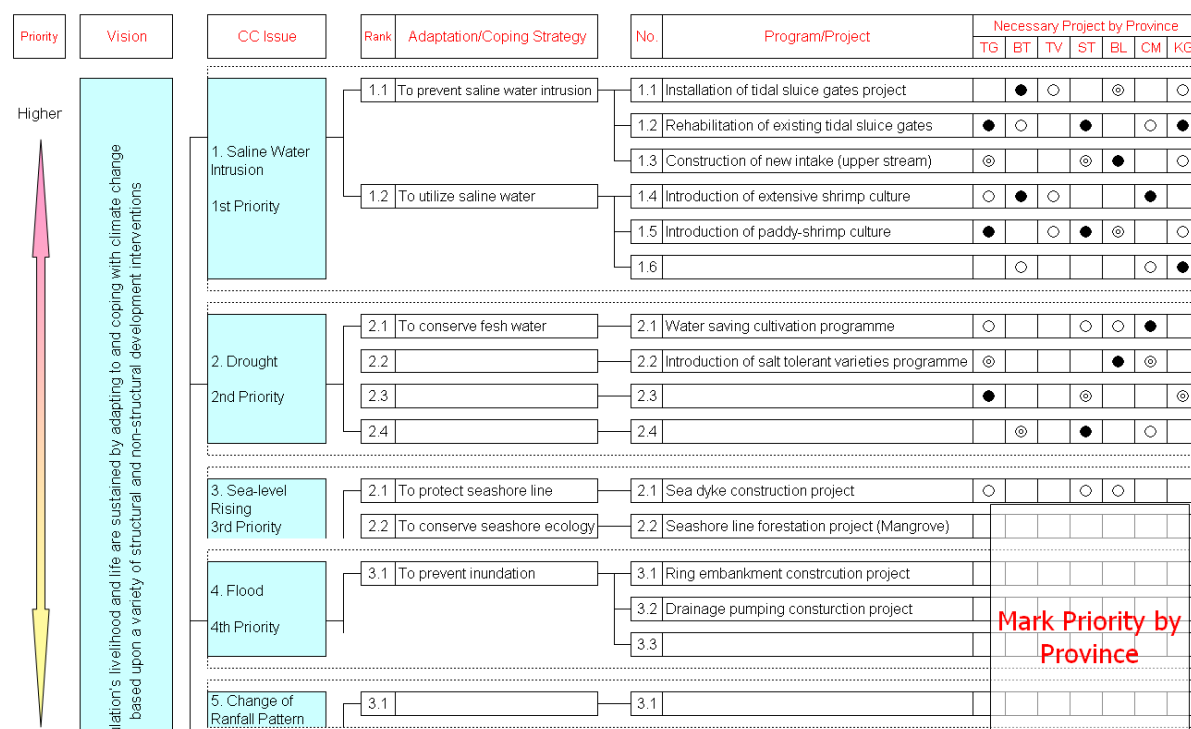 Priority Vision CC Issue Rank Adaptation/Coping Strategy No. Program/Project Necessary Project by Province
TG BT TV ST BL CM KG
Higher
lation's livelihood and life are sustained by adapting to and coping with climate change
based upon a variety of structural and non-structural development interventions
1. Saline Water
Intrusion
1st Priority
1.1 To prevent saline water intrusion 1.1 Installation of tidal sluice gates project ● ○ ◎ ○
1.2 Rehabilitation of existing tidal sluice gates ● ○ ● ○ ●
1.3 Construction of new intake (upper stream) ◎ ◎ ● ○
1.2 To utilize saline water 1.4 Introduction of extensive shrimp culture ○ ● ○ ●
1.5 Introduction of paddy-shrimp culture ● ○ ● ◎ ○
1.6 ○ ○ ●
2. Drought
2nd Priority
2.1 To conserve fesh water 2.1 Water saving cultivation programme ○ ○ ○ ●
2.2 2.2 Introduction of salt tolerant varieties programme ◎ ● ◎
2.3 2.3 ● ◎ ◎
2.4 2.4 ◎ ● ○
3. Sea-level
Rising
3rd Priority
2.1 To protect seashore line 2.1 Sea dyke construction project ○ ○ ○
2.2 To conserve seashore ecology 2.2 Seashore line forestation project (Mangrove)
4. Flood
4th Priority
3.1 To prevent inundation 3.1 Ring embankment constrcution project
3.2 Drainage pumping consturction project
3.3
Mark Priority by
Province
5. Change of
Ranfall Pattern
3.1 3.1